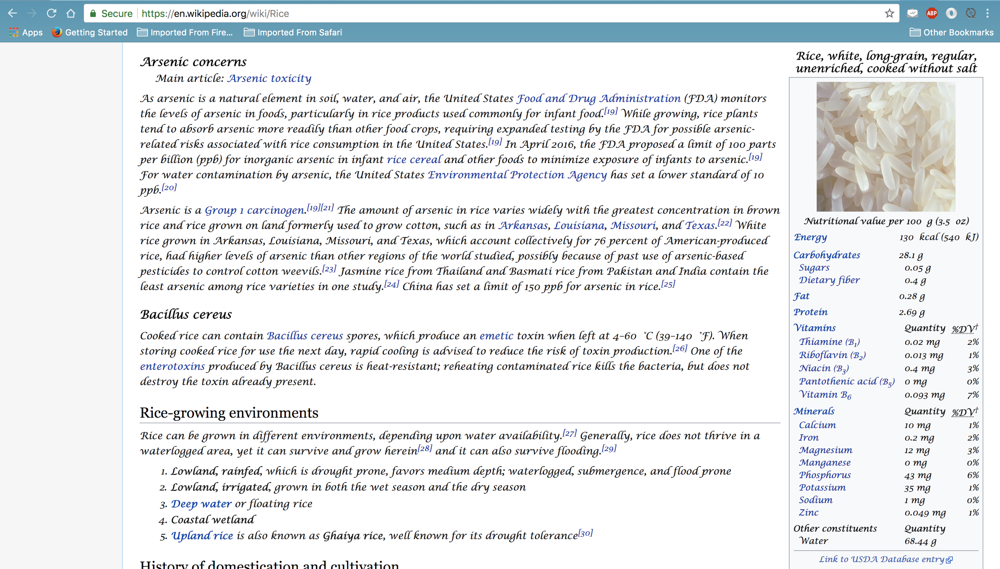 Secure https://en.wikipedia.org/wiki/Rice
ABP
Apps Getting Started Imported From Fire... Imported From Safari Other Bookmarks
Arsenic concerns
Main article: Arsenic toxicity
As arsenic is a natural element in soil, water, and air, the United States Food and Drug Administration (FDA) monitors
the levels of arsenic in foods, particularly in rice products used commonly for infant food.[19] While growing, rice plants
tend to absorb arsenic more readily than other food crops, requiring expanded testing by the FDA for possible arsenic-
related risks associated with rice consumption in the United States.[19] In April 2016, the FDA proposed a limit of 100 parts
per billion (ppb) for inorganic arsenic in infant rice cereal and other foods to minimize exposure of infants to arsenic.[19]
For water contamination by arsenic, the United States Environmental Protection Agency has set a lower standard of 10
ppb.[20]
Arsenic is a Group 1 carcinogen.[19][21] The amount of arsenic in rice varies widely with the greatest concentration in brown
rice and rice grown on land formerly used to grow cotton, such as in Arkansas, Louisiana, Missouri, and Texas.[22] White
rice grown in Arkansas, Louisiana, Missouri, and Texas, which account collectively for 76 percent of American-produced
rice, had higher levels of arsenic than other regions of the world studied, possibly because of past use of arsenic-based
pesticides to control cotton weevils.[23] Jasmine rice from Thailand and Basmati rice from Pakistan and India contain the
least arsenic among rice varieties in one study.[24] China has set a limit of 150 ppb for arsenic in rice.[25]
Bacillus cereus
Cooked rice can contain Bacillus cereus spores, which produce an emetic toxin when left at 4–60 °C (39–140 °F). When
storing cooked rice for use the next day, rapid cooling is advised to reduce the risk of toxin production.[26] One of the
enterotoxins produced by Bacillus cereus is heat-resistant; reheating contaminated rice kills the bacteria, but does not
destroy the toxin already present.
Rice-growing environments
Rice can be grown in different environments, depending upon water availability.[27] Generally, rice does not thrive in a
waterlogged area, yet it can survive and grow herein[28] and it can also survive flooding.[29]
1. Lowland, rainfed, which is drought prone, favors medium depth; waterlogged, submergence, and flood prone
2. Lowland, irrigated, grown in both the wet season and the dry season
3. Deep water or floating rice
4. Coastal wetland
5. Upland rice is also known as Ghaiya rice, well known for its drought tolerance[30]
History of domestication and cultivation
Rice, white, long-grain, regular,
unenriched, cooked without salt
Nutritional value per 100 g (3.5 oz)
Energy 130 kcal (540 kJ)
Carbohydrates 28.1 g
Sugars 0.05 g
Dietary fiber 0.4 g
Fat 0.28 g
Protein 2.69 g
Vitamins Quantity %DV†
Thiamine (B1) 0.02 mg 2%
Riboflavin (B2) 0.013 mg 1%
Niacin (B3) 0.4 mg 3%
Pantothenic acid (B5) 0 mg 0%
Vitamin B6 0.093 mg 7%
Minerals Quantity %DV†
Calcium 10 mg 1%
Iron 0.2 mg 2%
Magnesium 12 mg 3%
Manganese 0 mg 0%
Phosphorus 43 mg 6%
Potassium 35 mg 1%
Sodium 1 mg 0%
Zinc 0.049 mg 1%
Other constituents Quantity
Water 68.44 g
Link to USDA Database entry